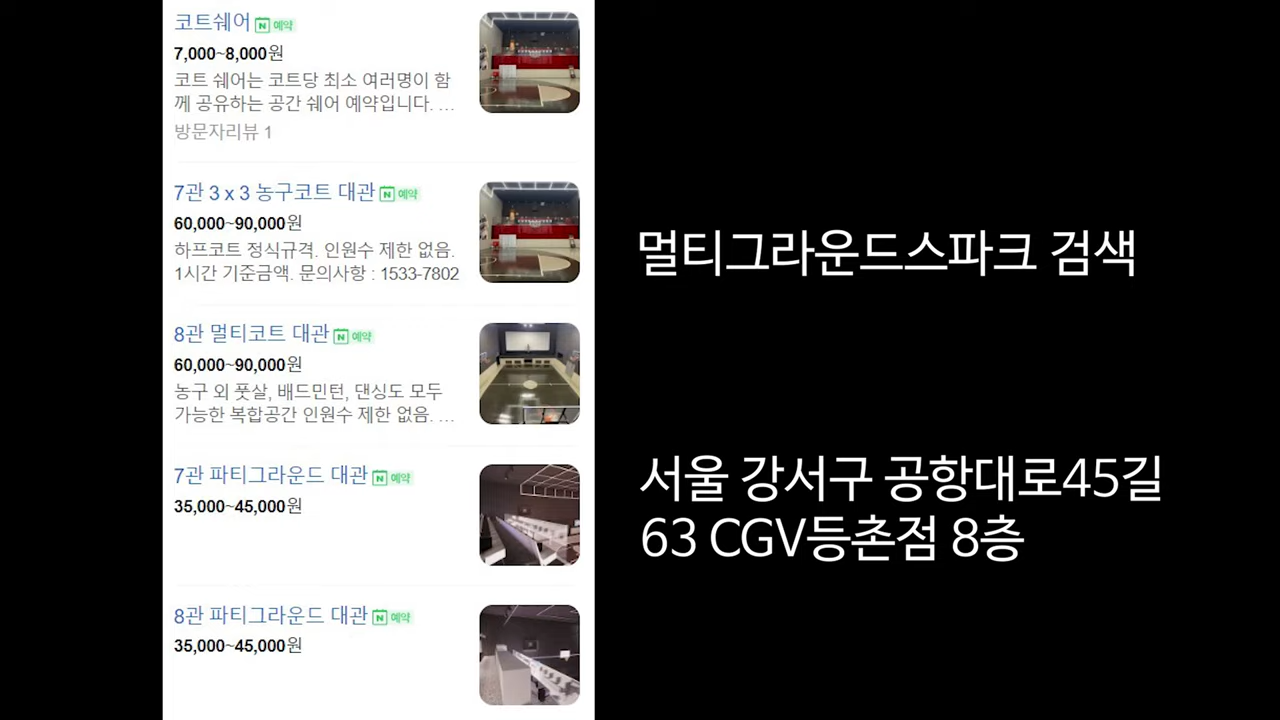 코트쉐어 N 예약
7,000~8,000원
코트 쉐어는 코트당 최소 여러명이 함
께 공유하는 공간 쉐어 예약입니다. ...
방문자리뷰 1
7관 3 x 3 농구코트 대관 N 예약
60,000~90,000원
하프코트 정식규격. 인원수 제한 없음.
1시간 기준금액. 문의사항 : 1533-7802
8관 멀티코트 대관 N 예약
60,000~90,000원
농구 외 풋살, 배드민턴, 댄싱도 모두
가능한 복합공간 인원수 제한 없음. ...
7관 파티그라운드 대관 N 예약
35,000~45,000원
8관 파티그라운드 대관 N 예약
35,000~45,000원
멀티그라운드스파크 검색
서울 강서구 공항대로45길
63 CGV등촌점 8층